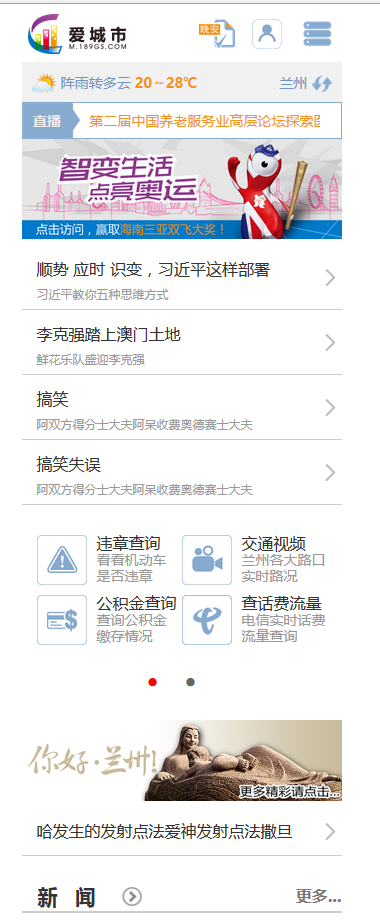 爱城市
M.189GS.COM
晚安
阵雨转多云 20～28℃
兰州
直播
第二届中国养老服务业高层论坛探索医
智变生活
点亮奥运
点击访问，赢取海南三亚双飞大奖！
顺势 应时 识变，习近平这样部署
习近平教你五种思维方式
李克强踏上澳门土地
鲜花乐队盛迎李克强
搞笑
阿双方得分士大夫阿呆收费奥德赛士大夫
搞笑失误
阿双方得分士大夫阿呆收费奥德赛士大夫
违章查询
看看机动车
是否违章
交通视频
兰州各大路口
实时路况
公积金查询
查询公积金
缴存情况
查话费流量
电信实时话费
流量查询
你好·兰州!
更多精彩请点击...
哈发生的发射点法爱神发射点法撒旦
新 闻
更多...